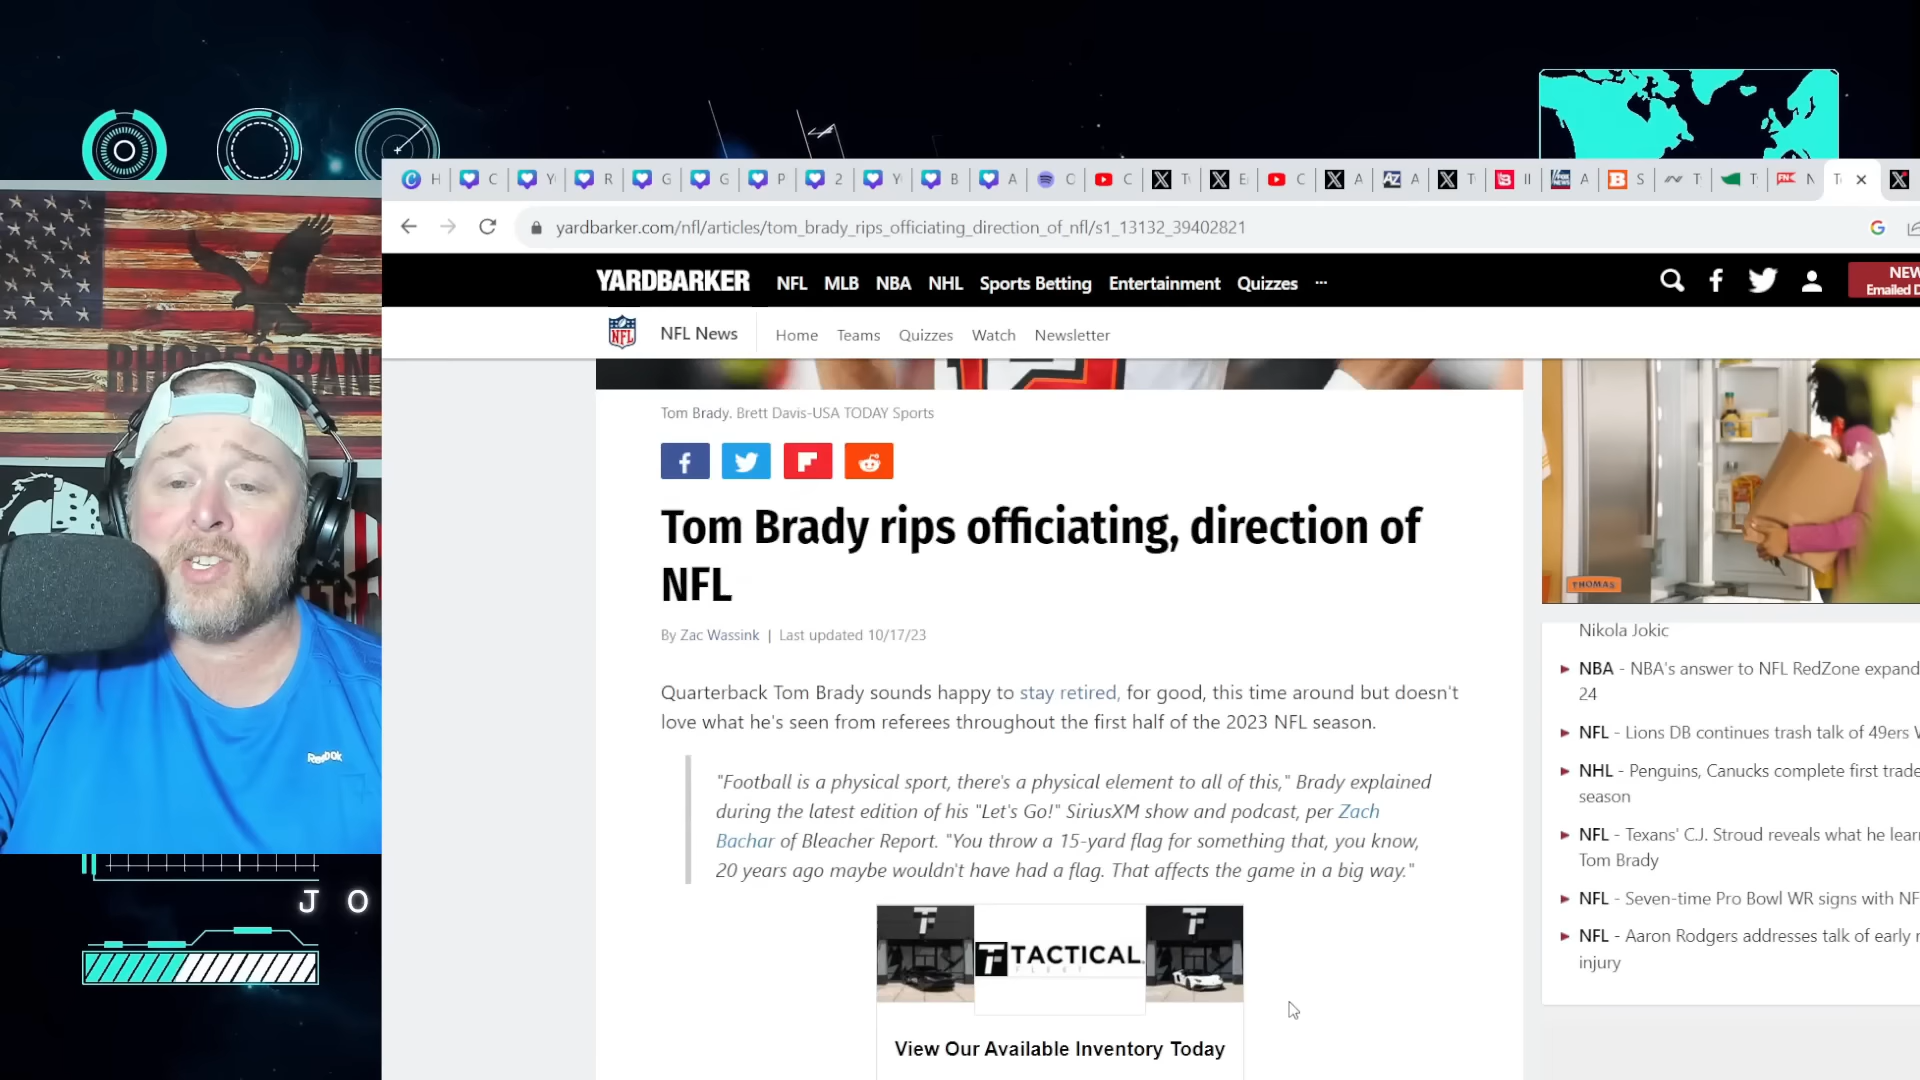 H
C
Y
R
G
G
P
2
Y
B
A
C
C
T
E
C
A
A
T
II
A
S
T
T
N
T
yardbarker.com/nfl/articles/tom_brady_rips_officiating_direction_of_nfl/s1_13132_39402821
YARDBARKER NFL MLB NBA NHL Sports Betting Entertainment Quizzes ...
NEW
Emailed D
NFL News Home Teams Quizzes Watch Newsletter
Tom Brady. Brett Davis-USA TODAY Sports
Tom Brady rips officiating, direction of
NFL
By Zac Wassink | Last updated 10/17/23
Quarterback Tom Brady sounds happy to stay retired, for good, this time around but doesn't
love what he's seen from referees throughout the first half of the 2023 NFL season.
"Football is a physical sport, there's a physical element to all of this," Brady explained
during the latest edition of his "Let's Go!" SiriusXM show and podcast, per Zach
Bachar of Bleacher Report. "You throw a 15-yard flag for something that, you know,
20 years ago maybe wouldn't have had a flag. That affects the game in a big way."
TACTICAL
FLEET
View Our Available Inventory Today
THOMAS
Nikola Jokic
NBA - NBA's answer to NFL RedZone expand
24
NFL - Lions DB continues trash talk of 49ers W
NHL - Penguins, Canucks complete first trade
season
NFL - Texans' C.J. Stroud reveals what he lear
Tom Brady
NFL - Seven-time Pro Bowl WR signs with NF
NFL - Aaron Rodgers addresses talk of early r
injury
RHODES RANT
Reebok
J O